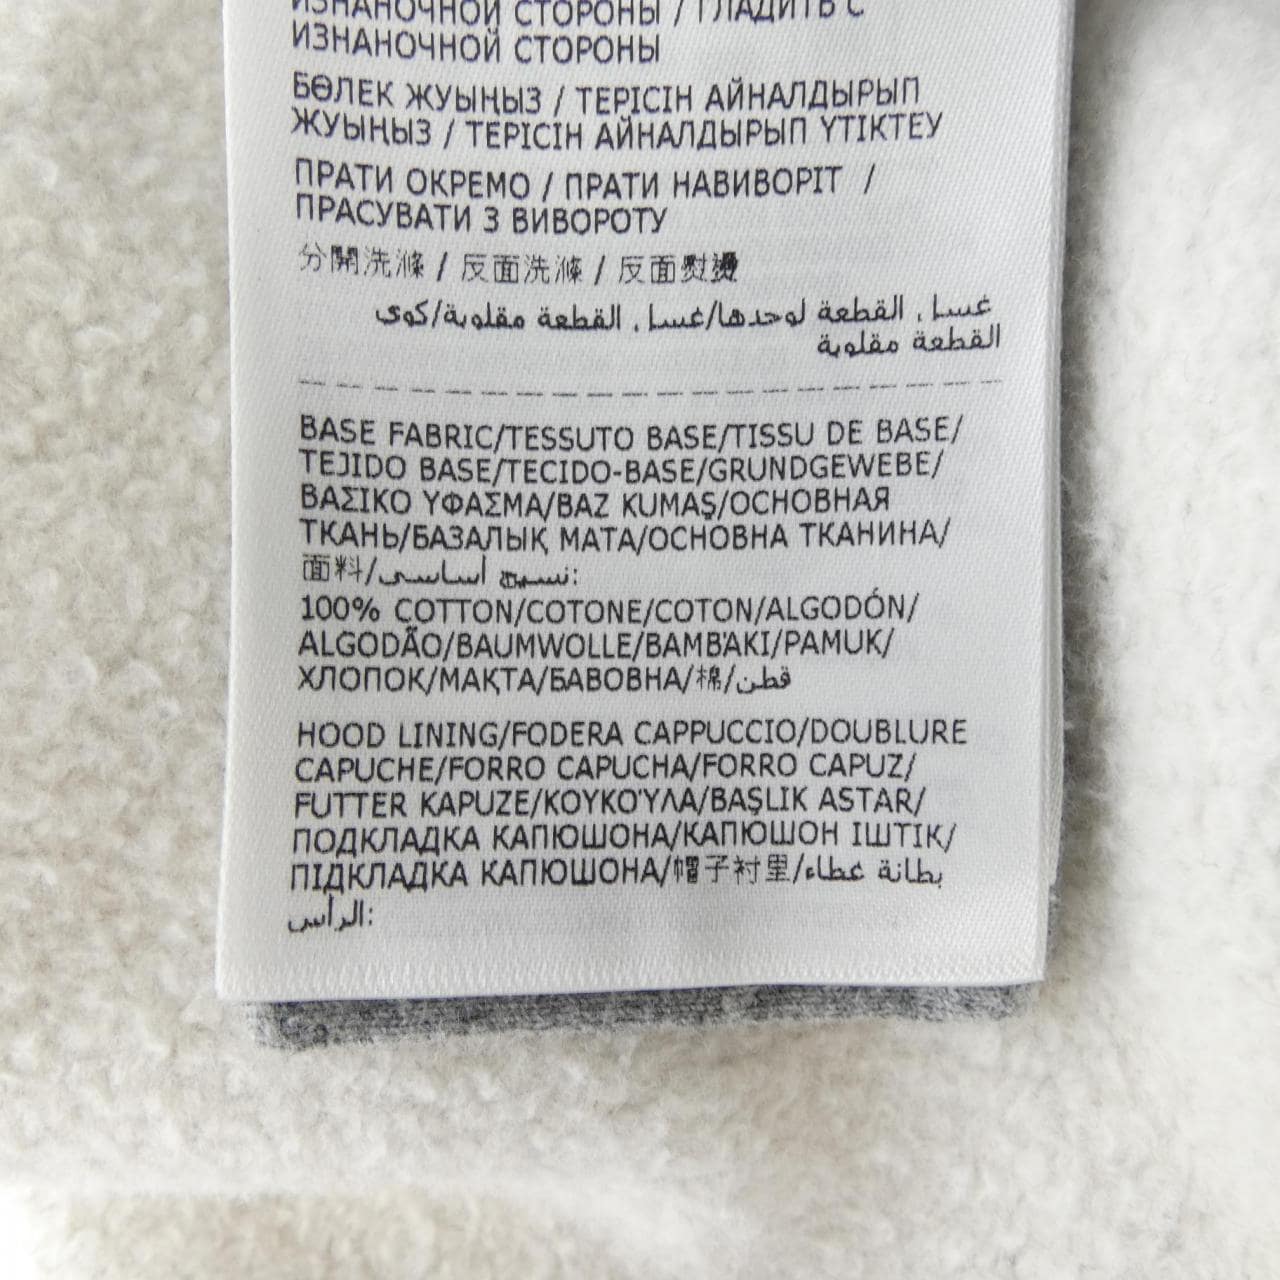 ИЗНАНОЧНОЙ СТОРОНЫ / ГЛАДИТЬ С
ИЗНАНОЧНОЙ СТОРОНЫ
БӨЛЕК ЖУЫҢЫЗ / ТЕРІСІН АЙНАЛДЫРЫП
ЖУЫҢЫЗ / ТЕРІСІН АЙНАЛДЫРЫП ҮТІКТЕУ
ПРАТИ ОКРЕМО / ПРАТИ НАВИВОРІТ /
ПРАСУВАТИ З ВИВОРОТУ
分開洗滌 / 反面洗滌 / 反面熨燙
غسل القطعة لوحدها/غسل القطعة مقلوبة/كوى
القطعة مقلوبة
BASE FABRIC/TESSUTO BASE/TISSU DE BASE/
TEJIDO BASE/TECIDO-BASE/GRUNDGEWEBE/
ΒΑΣΙΚΟ ΥΦΑΣΜΑ/BAZ KUMAŞ/ОСНОВНАЯ
ТКАНЬ/БАЗАЛЫҚ МАТА/ОСНОВНА ТКАНИНА/
面料/نسيج أساسى:
100% COTTON/COTONE/COTON/ALGODÓN/
ALGODÃO/BAUMWOLLE/ΒΑΜΒΆΚΙ/PAMUK/
ХЛОПОК/МАҚТА/БАВОВНА/棉/قطن
HOOD LINING/FODERA CAPPUCCIO/DOUBLURE
CAPUCHE/FORRO CAPUCHA/FORRO CAPUZ/
FUTTER KAPUZE/ΚΟΥΚΟΎΛΑ/BAŞLIK ASTAR/
ПОДКЛАДКА КАПЮШОНА/КАПЮШОН ІШТІК/
ПІДКЛАДКА КАПЮШОНА/帽子衬里/بطانة غطاء
الرأس: